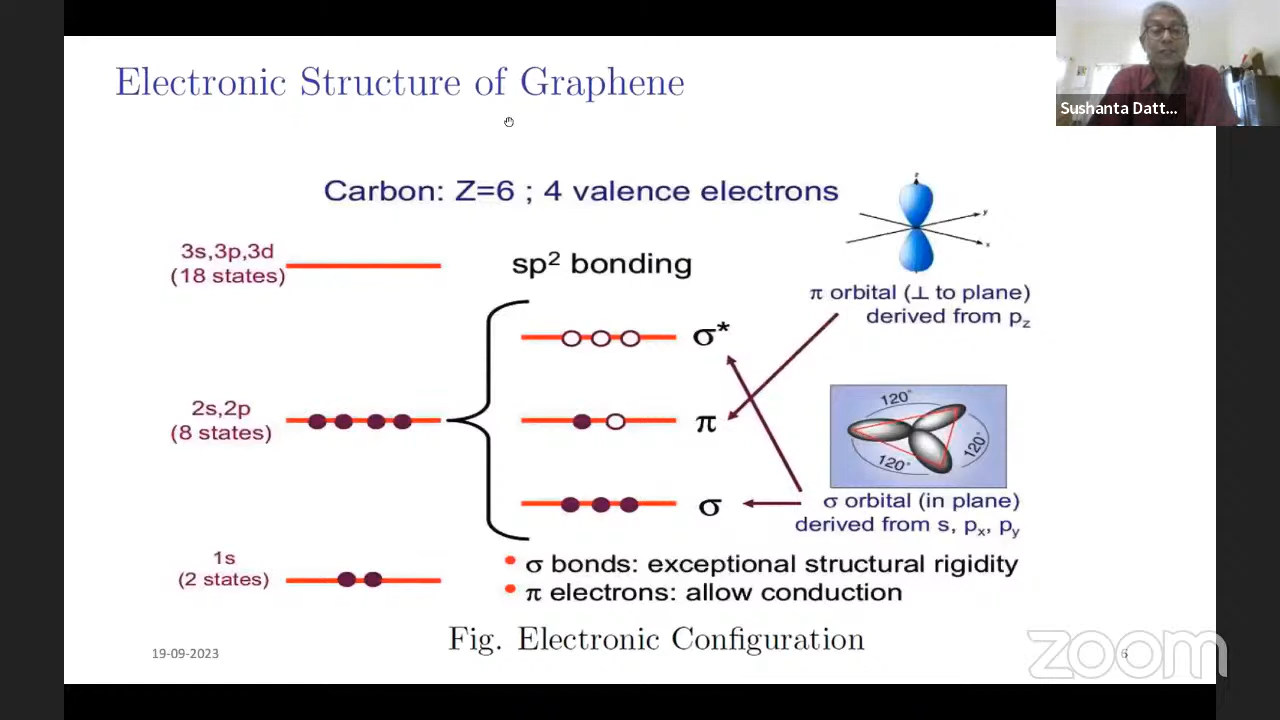 Electronic Structure of Graphene
Sushanta Datt...
Carbon: Z=6 ; 4 valence electrons
z
y
x
3s,3p,3d
(18 states)
sp² bonding
π orbital (⊥ to plane)
derived from p_z
σ*
2s,2p
(8 states)
π
120°
120°
120°
σ
σ orbital (in plane)
derived from s, pₓ, p_y
1s
(2 states)
• σ bonds: exceptional structural rigidity
• π electrons: allow conduction
Fig. Electronic Configuration
19-09-2023
6
zoom